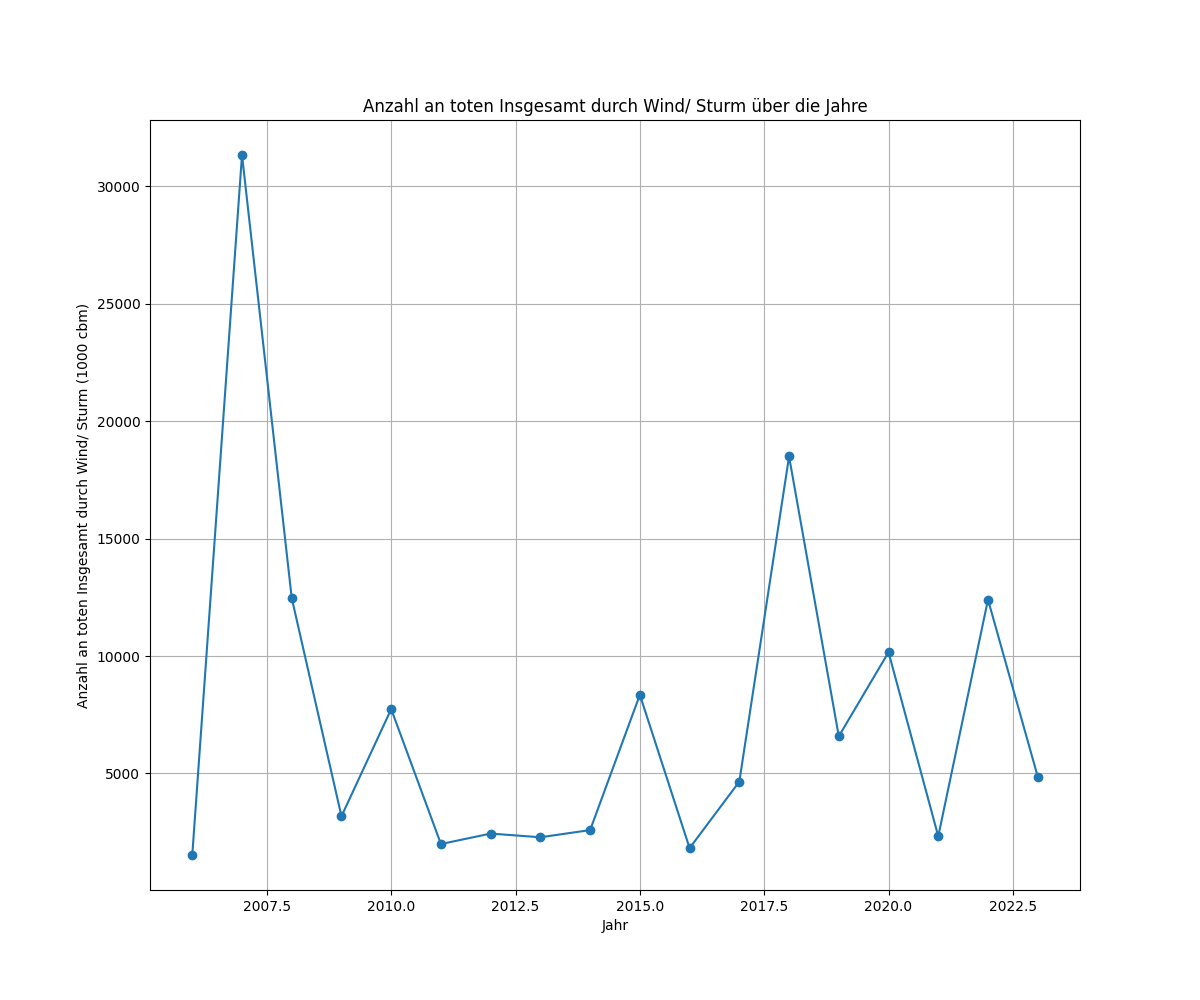 Anzahl an toten Insgesamt durch Wind/ Sturm über die Jahre
Anzahl an toten Insgesamt durch Wind/ Sturm (1000 cbm)
30000
25000
20000
15000
10000
5000
2007.5 2010.0 2012.5 2015.0 2017.5 2020.0 2022.5
Jahr